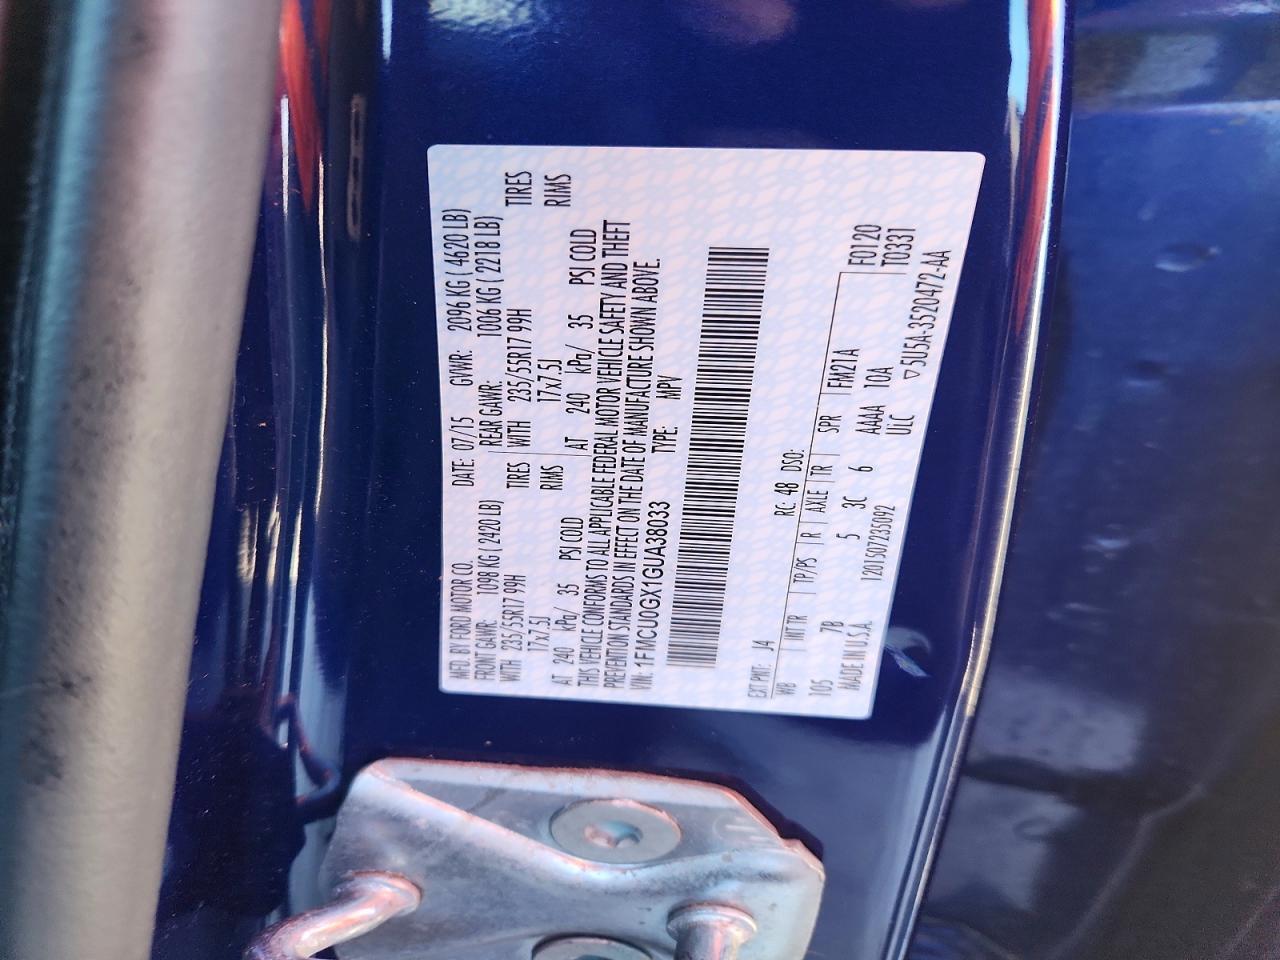 MFD. BY FORD MOTOR CO. DATE: 07/15 GVWR: 2096 KG ( 4620 LB)
FRONT GAWR: 1098 KG ( 2420 LB) REAR GAWR: 1006 KG ( 2218 LB)
WITH 235/55R17 99H TIRES WITH 235/55R17 99H TIRES
17x7.5J RIMS 17x7.5J RIMS
AT 240 kPa/ 35 PSI COLD AT 240 kPa/ 35 PSI COLD
THIS VEHICLE CONFORMS TO ALL APPLICABLE FEDERAL MOTOR VEHICLE SAFETY AND THEFT
PREVENTION STANDARDS IN EFFECT ON THE DATE OF MANUFACTURE SHOWN ABOVE.
VIN: 1FMCU0GX1GUA38033 TYPE: MPV
EXT PNT: J4 RC: 48 DSO:
WB INT TR TP/PS R AXLE TR SPR FM21A F0120
105 7B 5 3C 6 AAAA 10A T0331
MADE IN U.S.A. 1201507235092 ULC ▽5U5A-3520472-AA